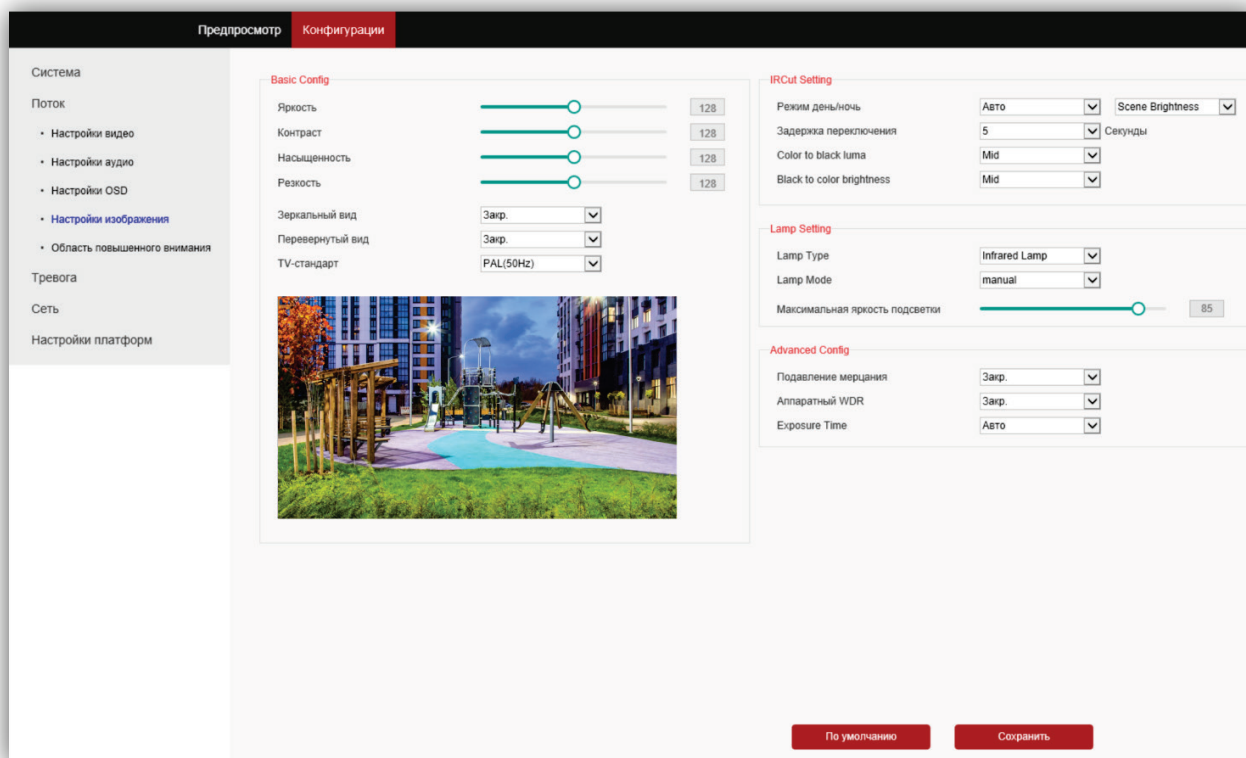 Предпросмотр Конфигурации
Система
Поток
• Настройки видео
• Настройки аудио
• Настройки OSD
• Настройки изображения
• Область повышенного внимания
Тревога
Сеть
Настройки платформ
Basic Config
Яркость 128
Контраст 128
Насыщенность 128
Резкость 128
Зеркальный вид Закр.
Перевернутый вид Закр.
TV-стандарт PAL(50Hz)
IRCut Setting
Режим день/ночь Авто Scene Brightness
Задержка переключения 5 Секунды
Color to black luma Mid
Black to color brightness Mid
Lamp Setting
Lamp Type Infrared Lamp
Lamp Mode manual
Максимальная яркость подсветки 85
Advanced Config
Подавление мерцания Закр.
Аппаратный WDR Закр.
Exposure Time Авто
По умолчанию Сохранить